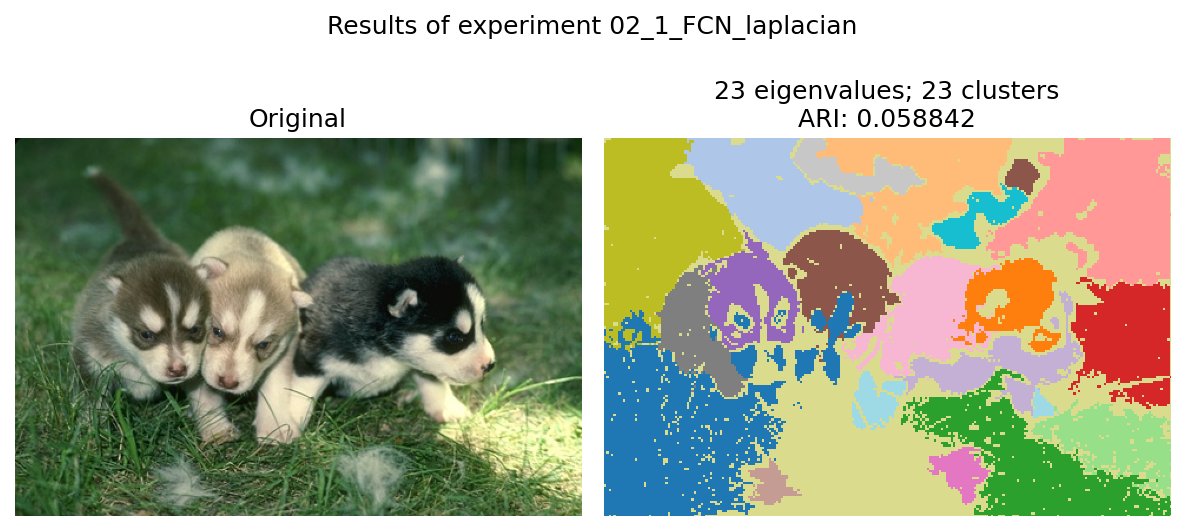 Results of experiment 02_1_FCN_laplacian
Original
23 eigenvalues; 23 clusters
ARI: 0.058842